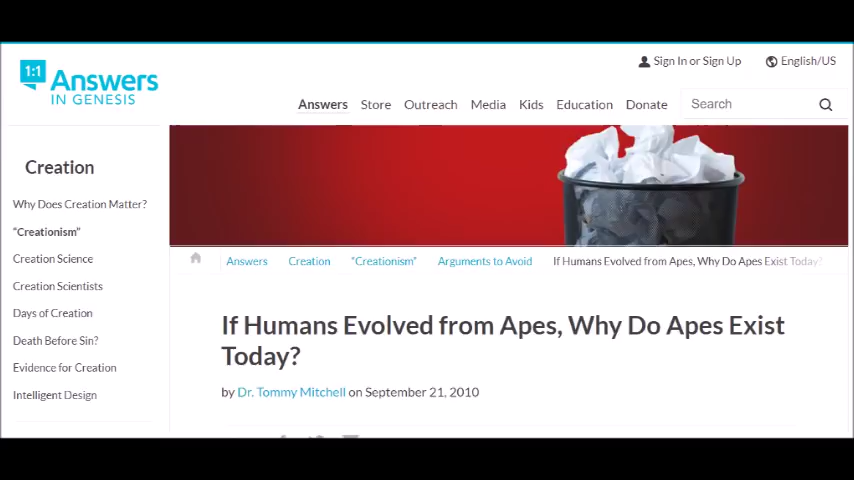 1:1
Answers
IN GENESIS
Sign In or Sign Up
English/US
Answers Store Outreach Media Kids Education Donate Search
Creation
Why Does Creation Matter?
"Creationism"
Creation Science
Creation Scientists
Days of Creation
Death Before Sin?
Evidence for Creation
Intelligent Design
Answers Creation "Creationism" Arguments to Avoid If Humans Evolved from Apes, Why Do Apes Exist Today?
If Humans Evolved from Apes, Why Do Apes Exist
Today?
by Dr. Tommy Mitchell on September 21, 2010